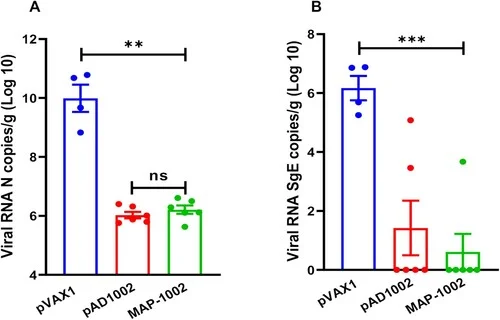 A
Viral RNA N copies/g (Log 10)
12
10
8
6
4
**
ns
pVAX1
pAD1002
MAP-1002
B
Viral RNA SgE copies/g (Log 10)
8
6
4
2
0
***
pVAX1
pAD1002
MAP-1002